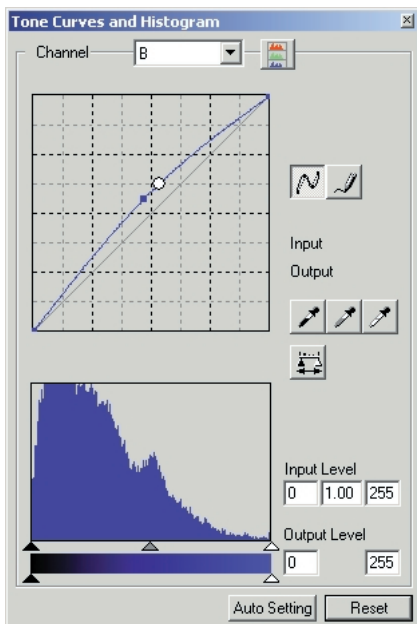 Tone Curves and Histogram
Channel B
Input
Output
Input Level
0 1.00 255
Output Level
0 255
Auto Setting Reset